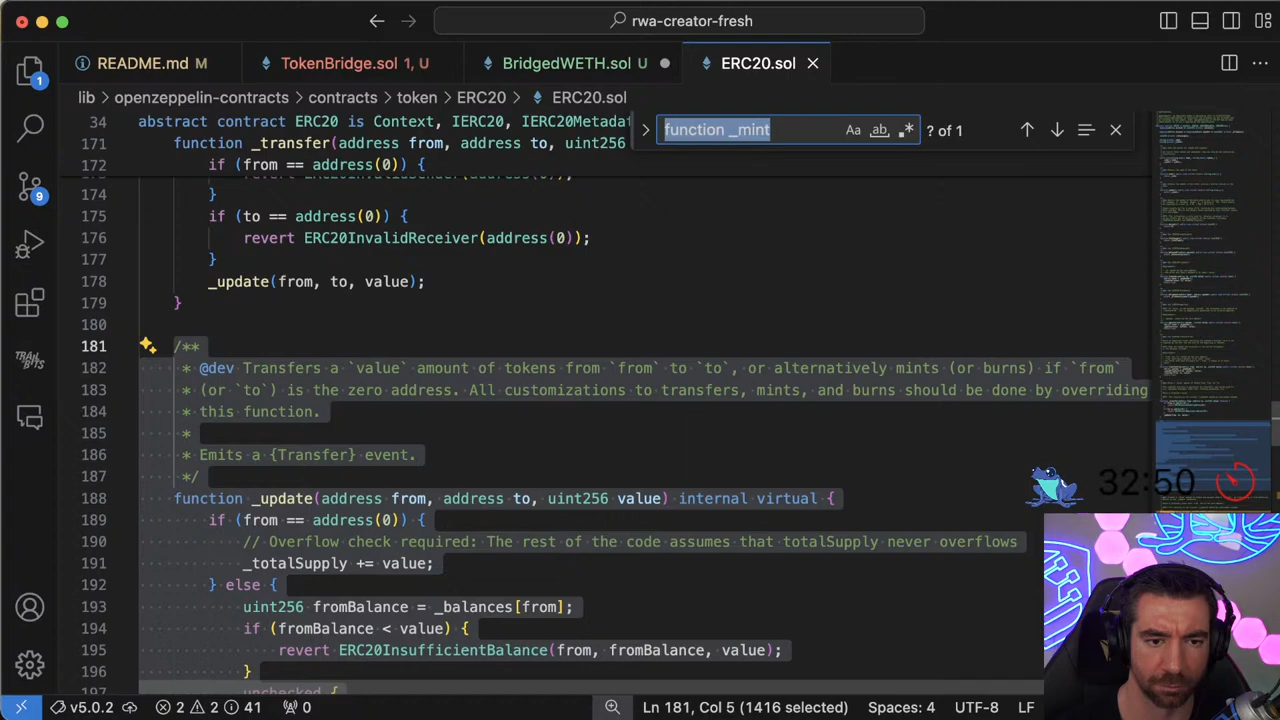 rwa-creator-fresh
README.md M
TokenBridge.sol 1, U
BridgedWETH.sol U
ERC20.sol
lib > openzeppelin-contracts > contracts > token > ERC20 > ERC20.sol
function _mint
Aa ab .* ? of 1
34 abstract contract ERC20 is Context, IERC20, IERC20Metadat
171 function _transfer(address from, address to, uint256
172 if (from == address(0)) {
174 }
175 if (to == address(0)) {
176 revert ERC20InvalidReceiver(address(0));
177 }
178 _update(from, to, value);
179 }
180
181 /**
182 * @dev Transfers a `value` amount of tokens from `from` to `to`, or alternatively mints (or burns) if `from`
183 * (or `to`) is the zero address. All customizations to transfers, mints, and burns should be done by overriding
184 * this function.
185 *
186 * Emits a {Transfer} event.
187 */
188 function _update(address from, address to, uint256 value) internal virtual {
189 if (from == address(0)) {
190 // Overflow check required: The rest of the code assumes that totalSupply never overflows
191 _totalSupply += value;
192 } else {
193 uint256 fromBalance = _balances[from];
194 if (fromBalance < value) {
195 revert ERC20InsufficientBalance(from, fromBalance, value);
196 }
197 unchecked {
1
9
TRAIL OF BITS
32:50
v5.0.2
2 2 41
0
Ln 181, Col 5 (1416 selected)
Spaces: 4
UTF-8
LF